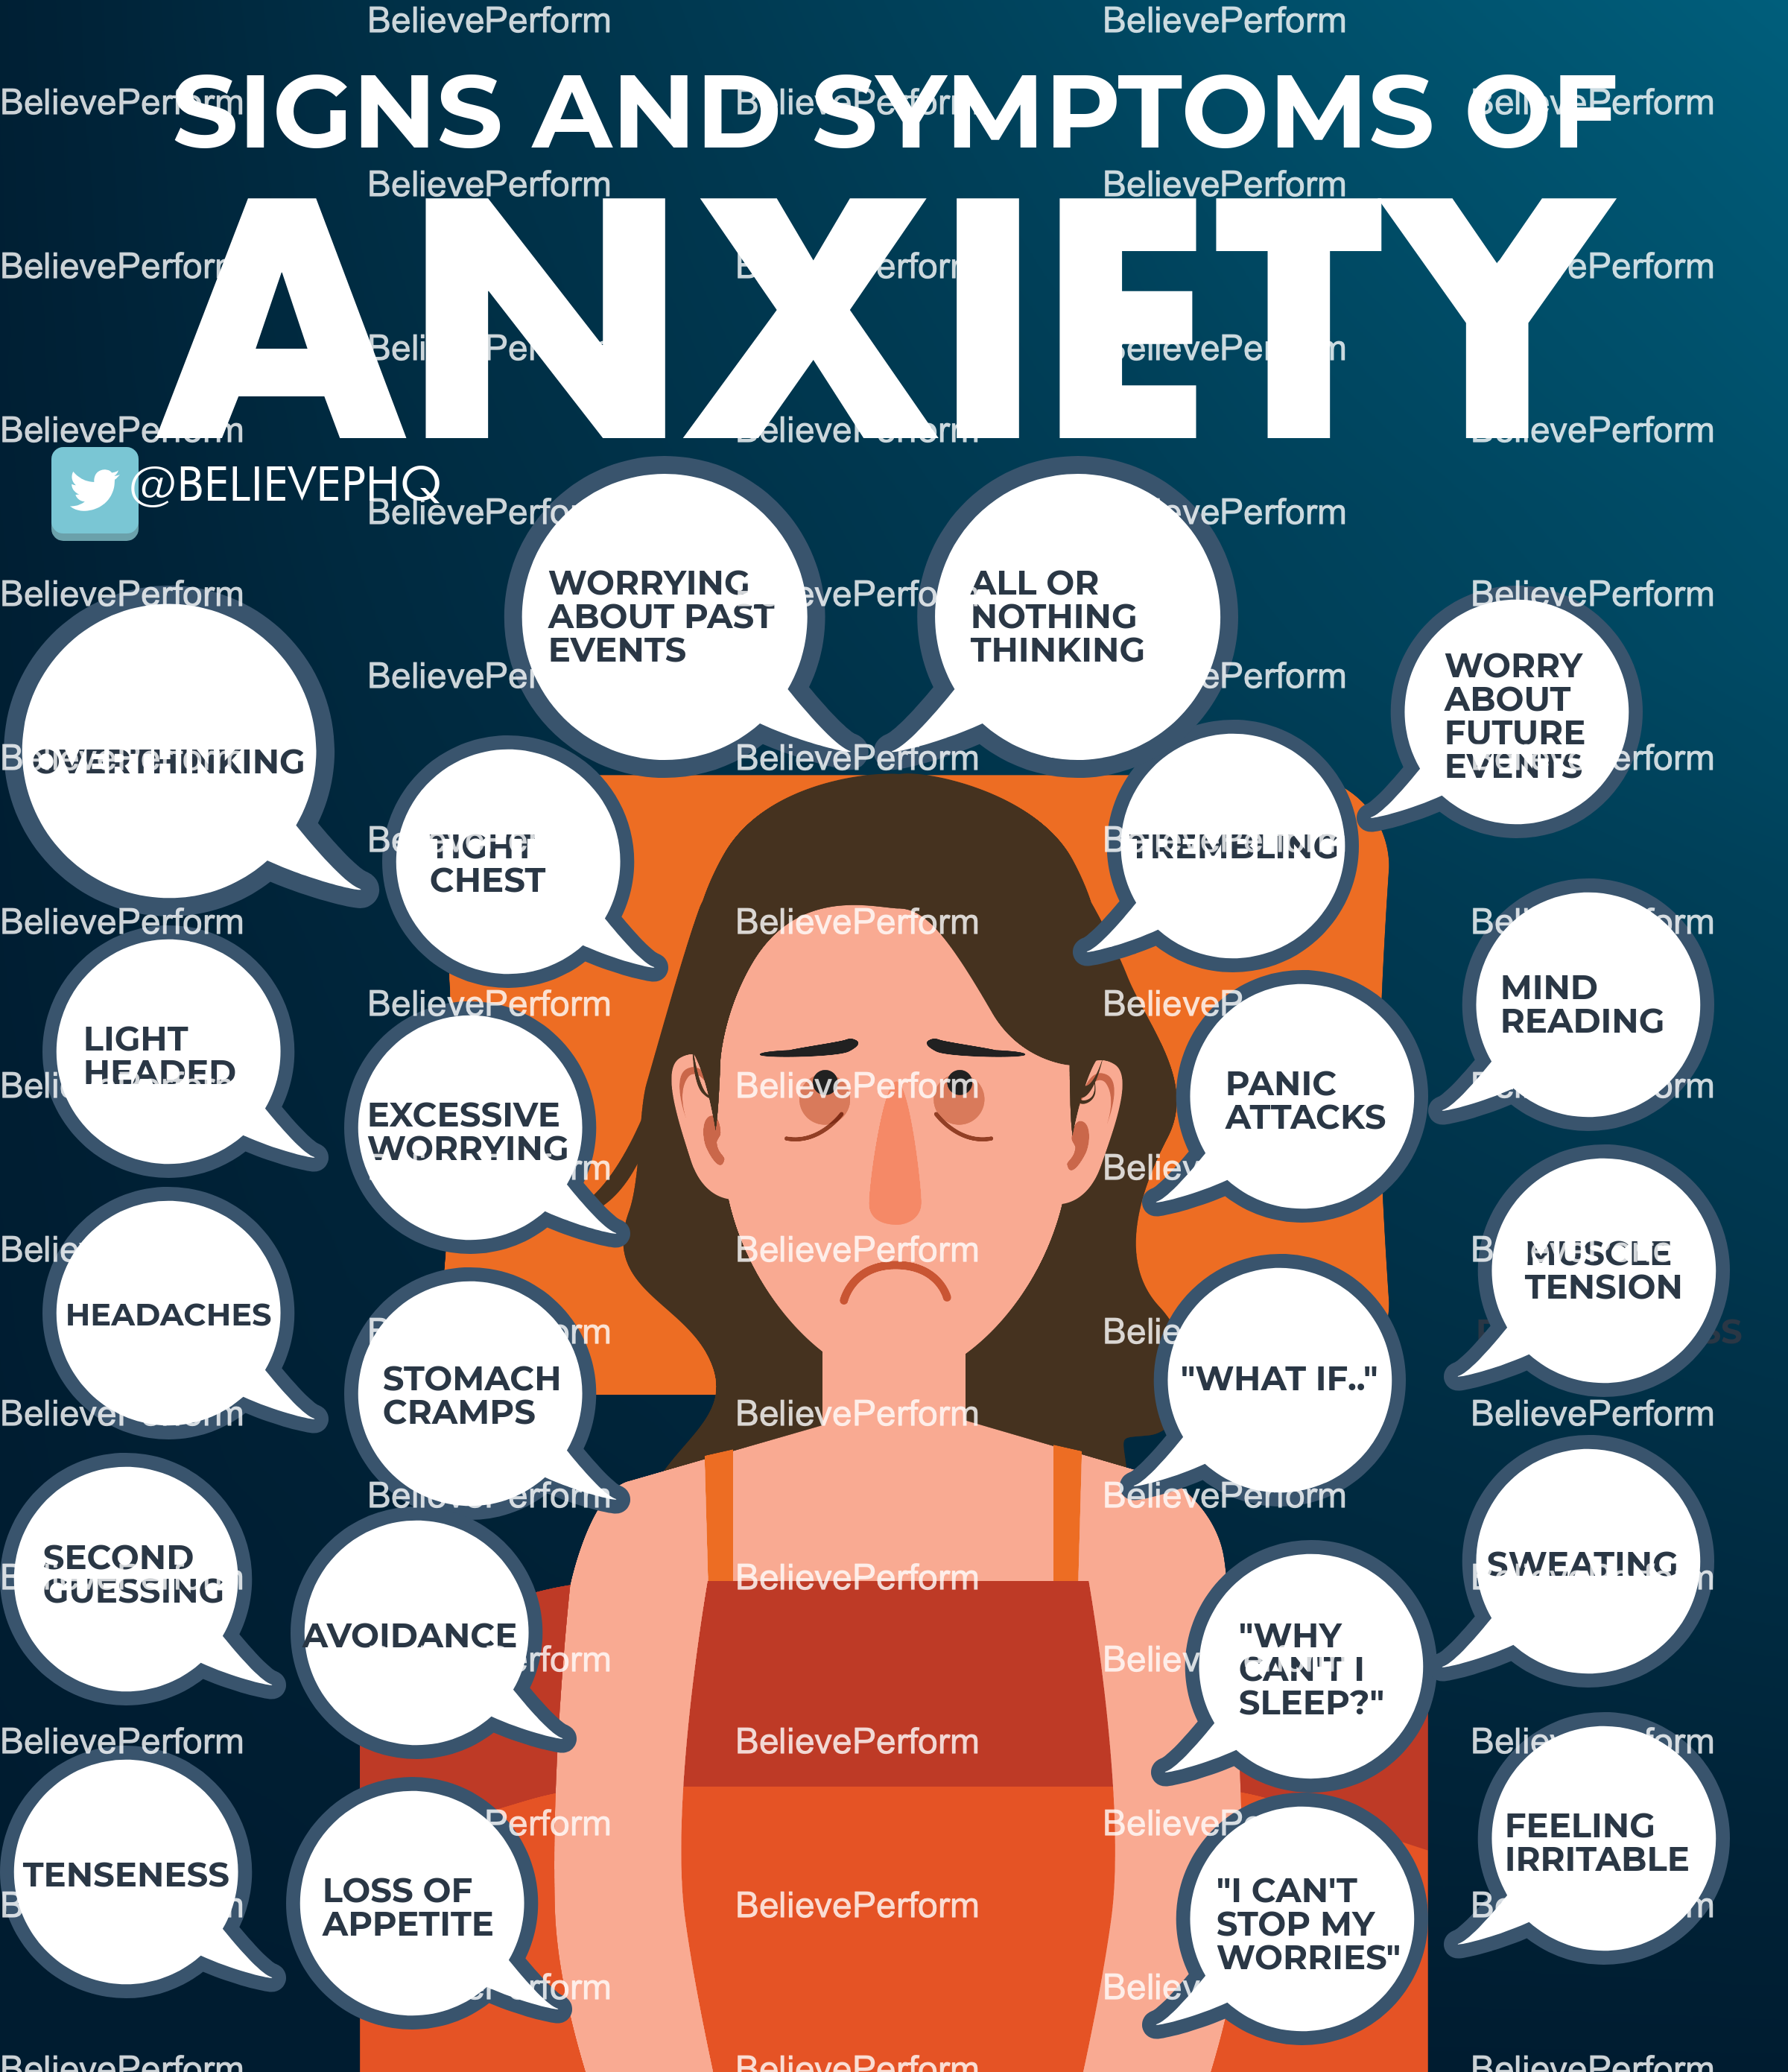 SIGNS AND SYMPTOMS OF
ANXIETY
@BELIEVEPHQ
WORRYING
ABOUT PAST
EVENTS
ALL OR
NOTHING
THINKING
WORRY
ABOUT
FUTURE
EVENTS
OVERTHINKING
TIGHT
CHEST
TREMBLING
MIND
READING
LIGHT
HEADED
EXCESSIVE
WORRYING
PANIC
ATTACKS
MUSCLE
TENSION
HEADACHES
STOMACH
CRAMPS
"WHAT IF.."
SECOND
GUESSING
AVOIDANCE
"WHY
CAN'T I
SLEEP?"
SWEATING
TENSENESS
LOSS OF
APPETITE
"I CAN'T
STOP MY
WORRIES"
FEELING
IRRITABLE
BelievePerform